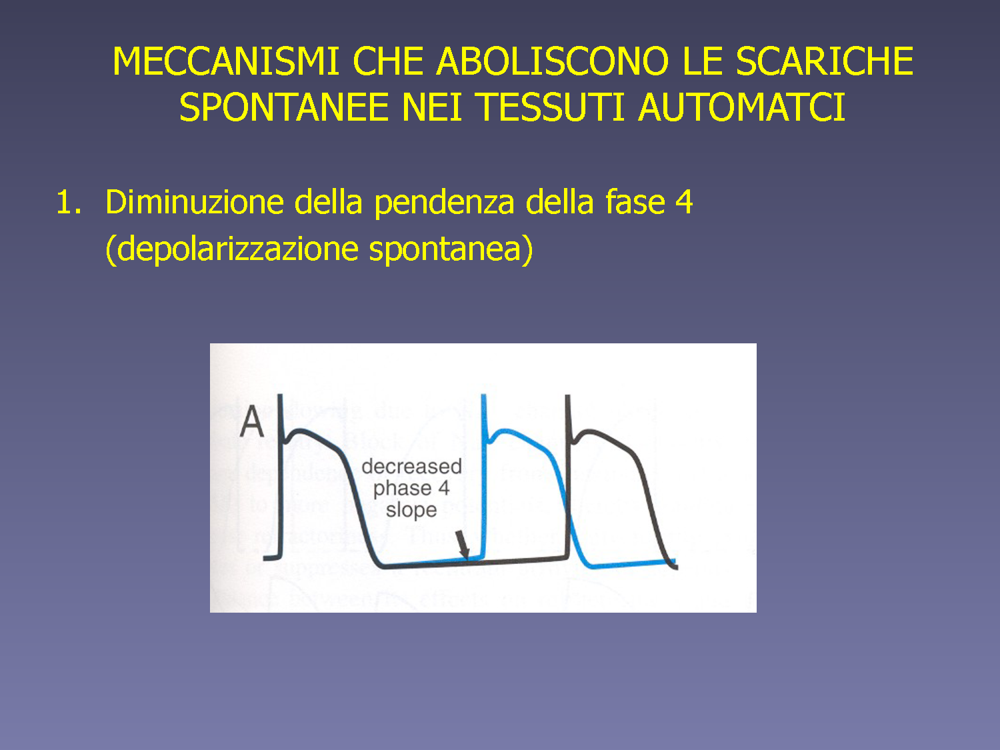 MECCANISMI CHE ABOLISCONO LE SCARICHE
SPONTANEE NEI TESSUTI AUTOMATCI
1. Diminuzione della pendenza della fase 4
(depolarizzazione spontanea)
A
decreased
phase 4
slope